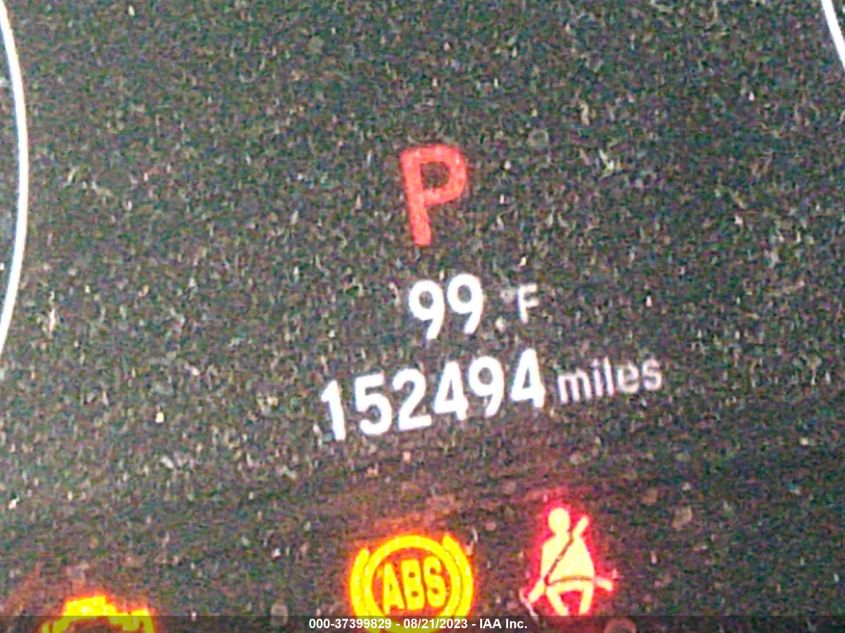 P
99 °F
152494 miles
ABS
000-37399829 - 08/21/2023 - IAA Inc.